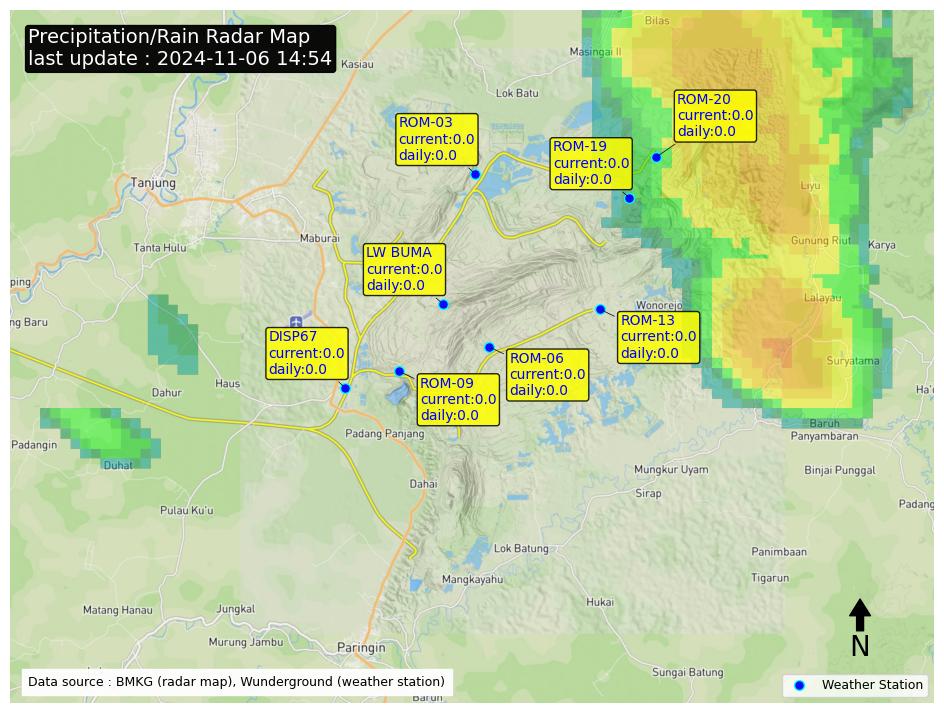 Precipitation/Rain Radar Map
last update : 2024-11-06 14:54
Bilas
Masingai II
Kasiau
Lok Batu
ROM-20
current:0.0
daily:0.0
ROM-03
current:0.0
daily:0.0
ROM-19
current:0.0
daily:0.0
Tanjung
Liyu
Maburai
Tanta Hulu
Gunung Riut
Karya
LW BUMA
current:0.0
daily:0.0
ping
Lalayau
Wonorejo
ng Baru
ROM-13
current:0.0
daily:0.0
DISP67
current:0.0
daily:0.0
ROM-06
current:0.0
daily:0.0
Suryatama
Haus
Dahur
Ha
ROM-09
current:0.0
daily:0.0
Baruh
Panyambaran
Padang Panjang
Padangin
Duhat
Mungkur Uyam
Binjai Punggal
Dahai
Sirap
Padang
Pulau Ku'u
Lok Batung
Panimbaan
Mangkayahu
Tigarun
Hukai
Matang Hanau
Jungkal
Murung Jambu
Paringin
N
Sungai Batung
Data source : BMKG (radar map), Wunderground (weather station)
Weather Station
Barun